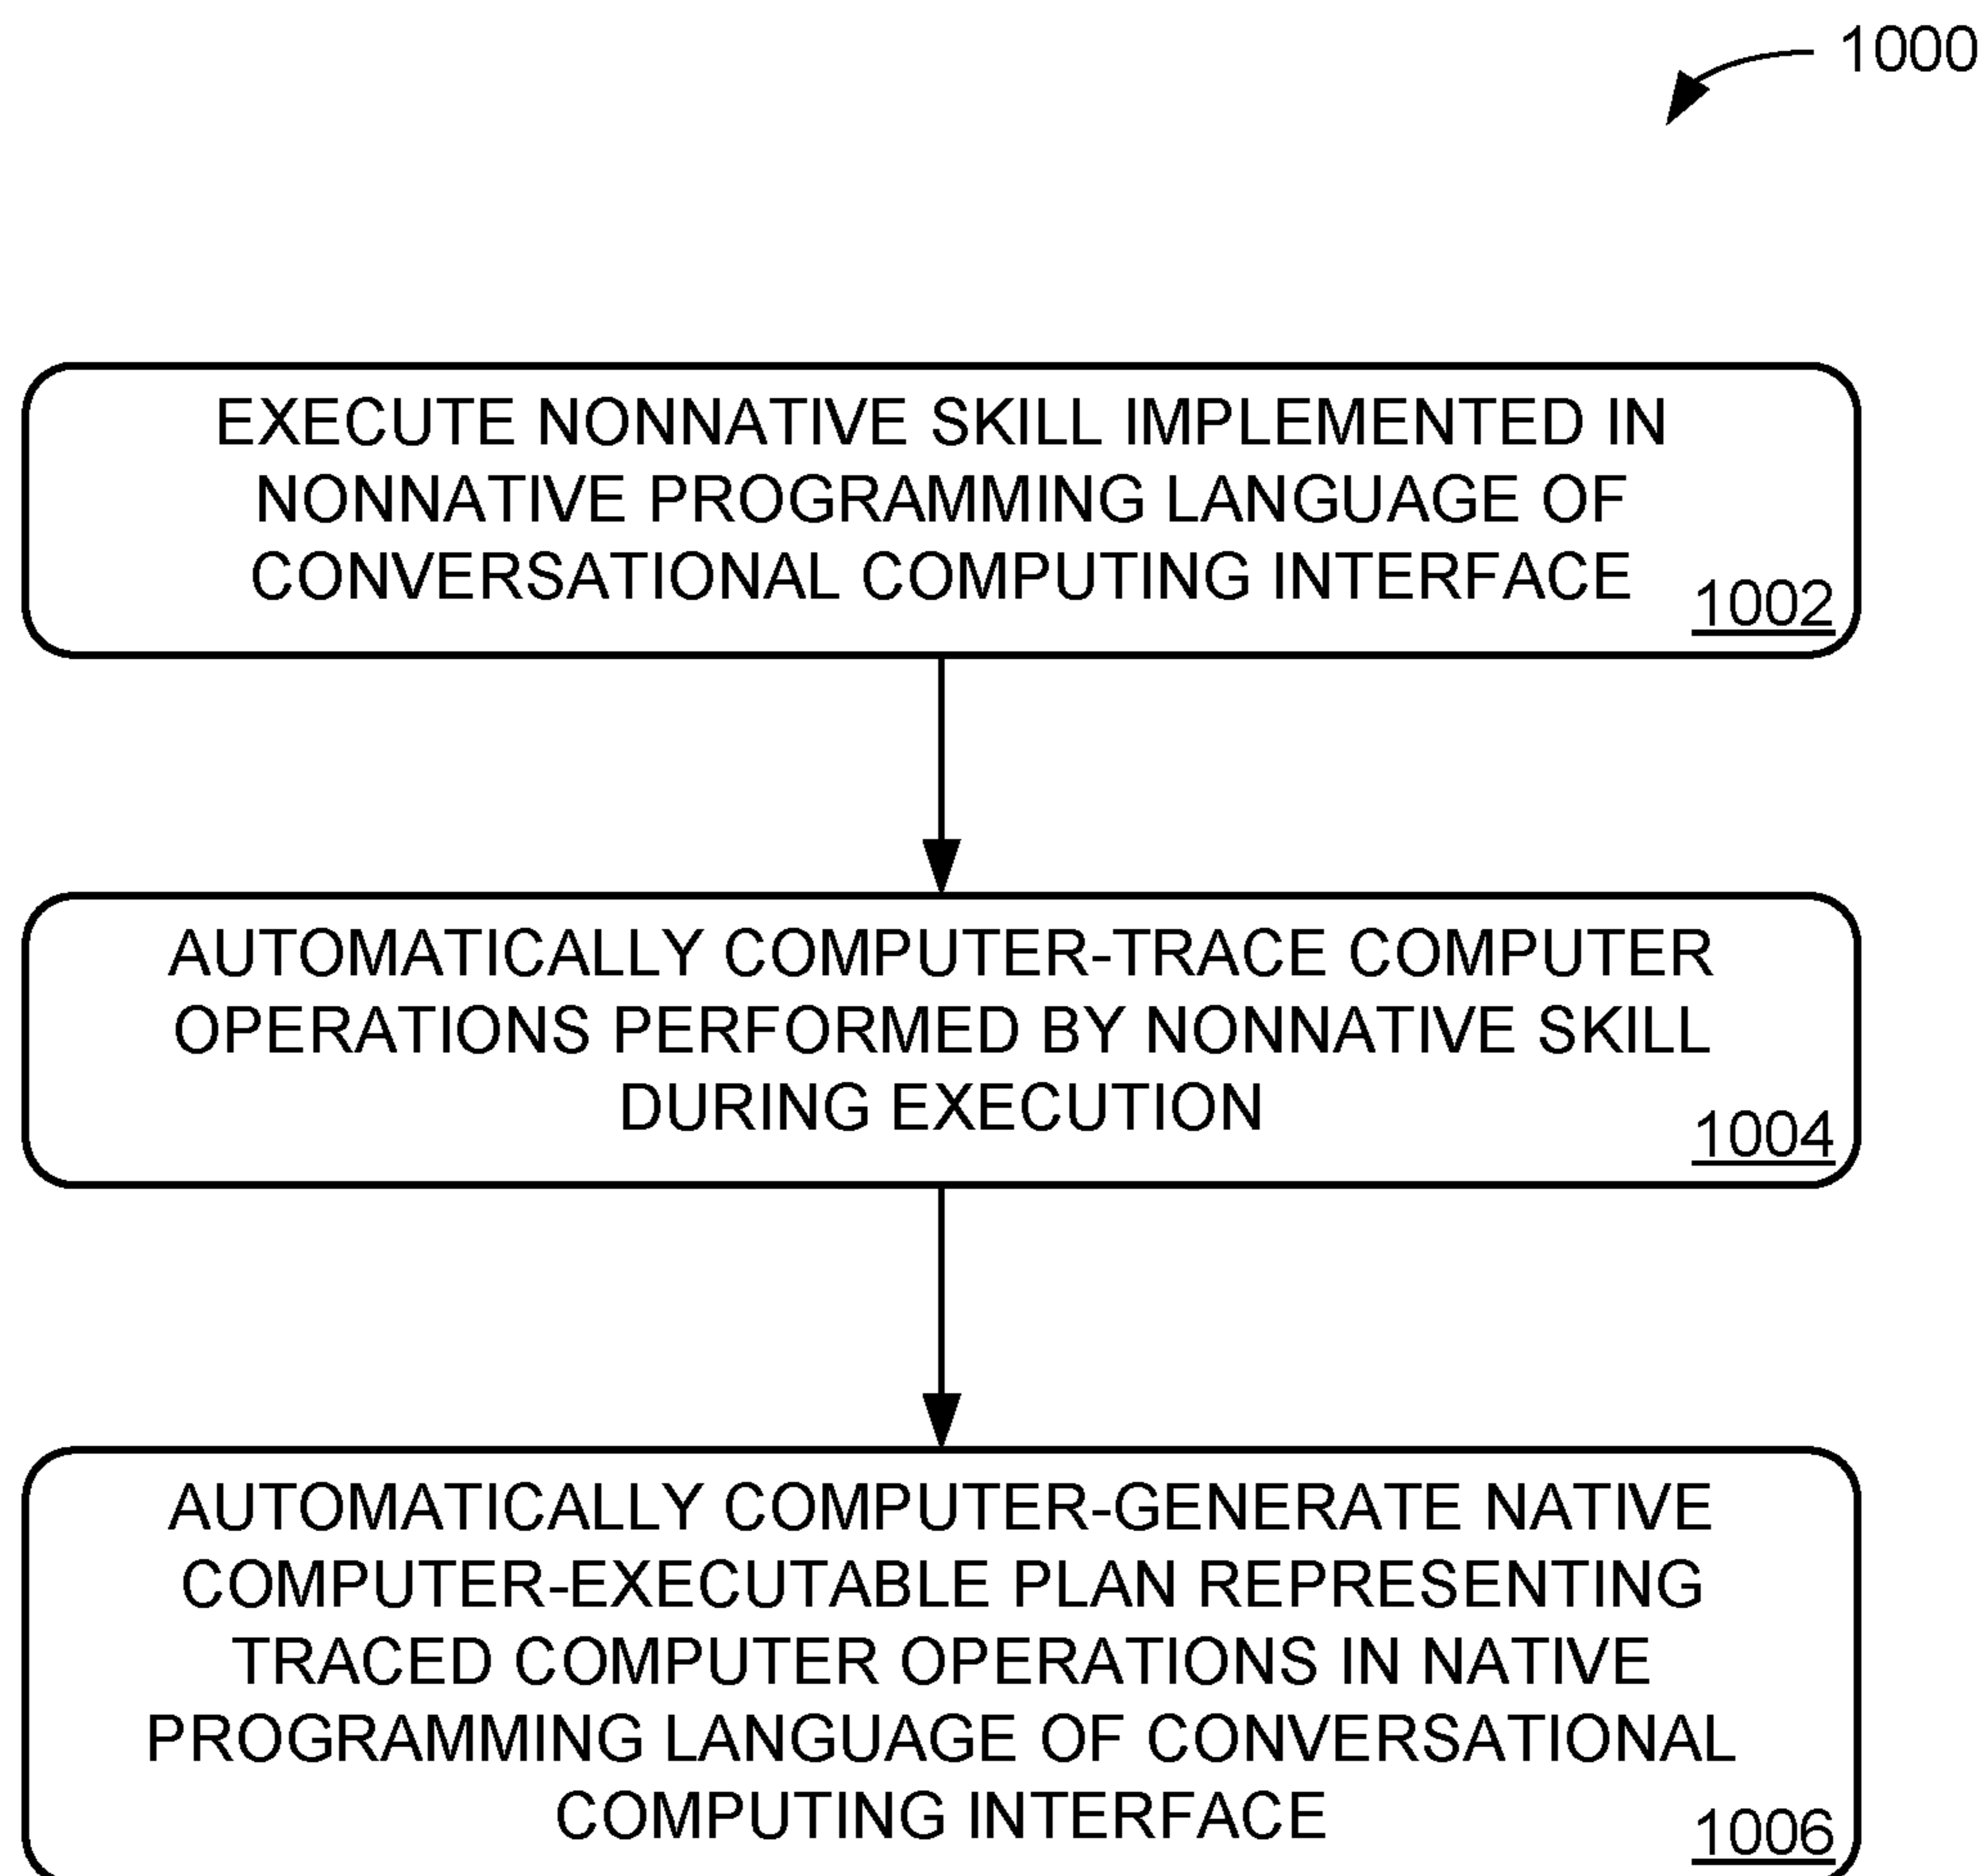 1000
EXECUTE NONNATIVE SKILL IMPLEMENTED IN
NONNATIVE PROGRAMMING LANGUAGE OF
CONVERSATIONAL COMPUTING INTERFACE
1002
AUTOMATICALLY COMPUTER-TRACE COMPUTER
OPERATIONS PERFORMED BY NONNATIVE SKILL
DURING EXECUTION
1004
AUTOMATICALLY COMPUTER-GENERATE NATIVE
COMPUTER-EXECUTABLE PLAN REPRESENTING
TRACED COMPUTER OPERATIONS IN NATIVE
PROGRAMMING LANGUAGE OF CONVERSATIONAL
COMPUTING INTERFACE
1006